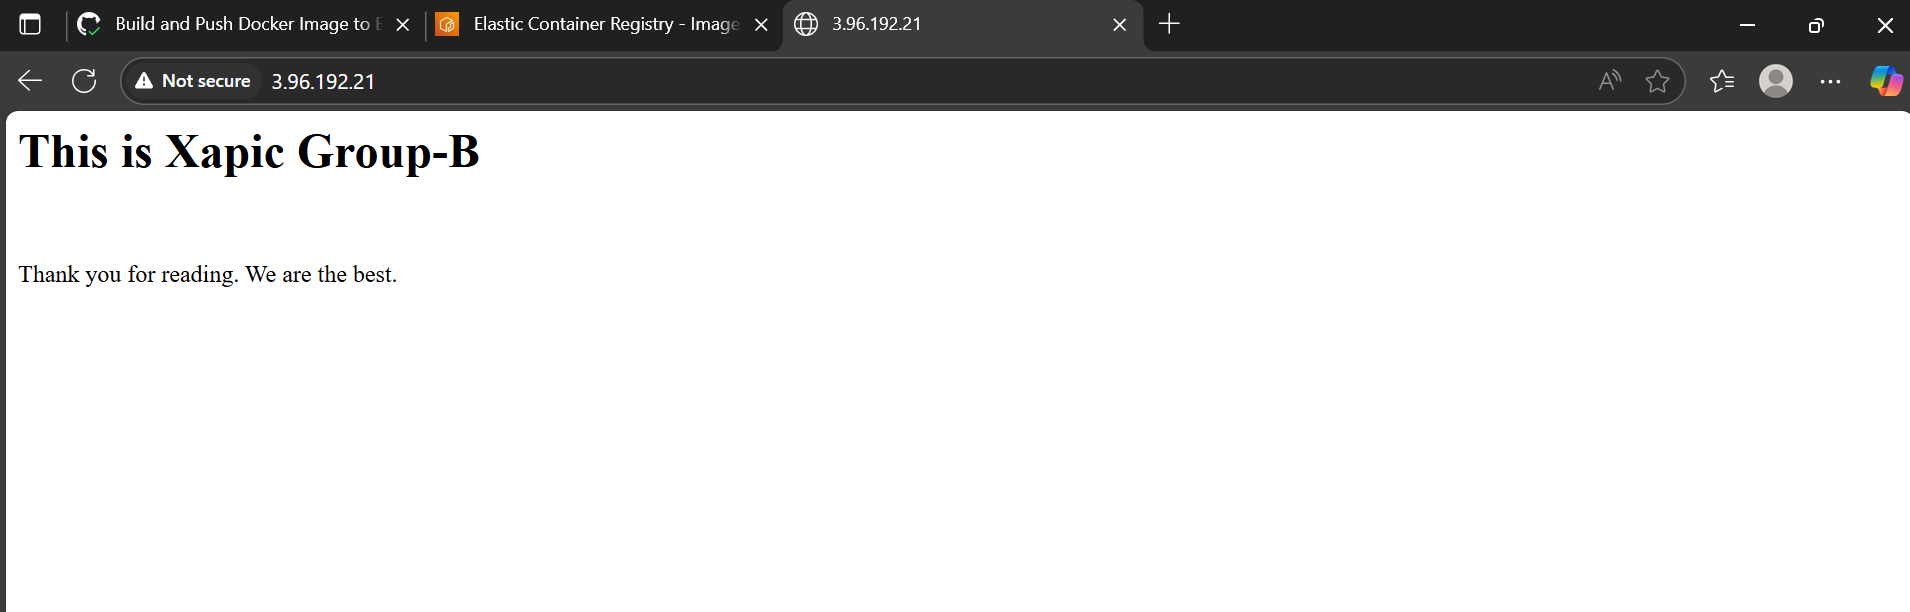 Build and Push Docker Image to E
Elastic Container Registry - Image
3.96.192.21
Not secure
3.96.192.21
This is Xapic Group-B
Thank you for reading. We are the best.